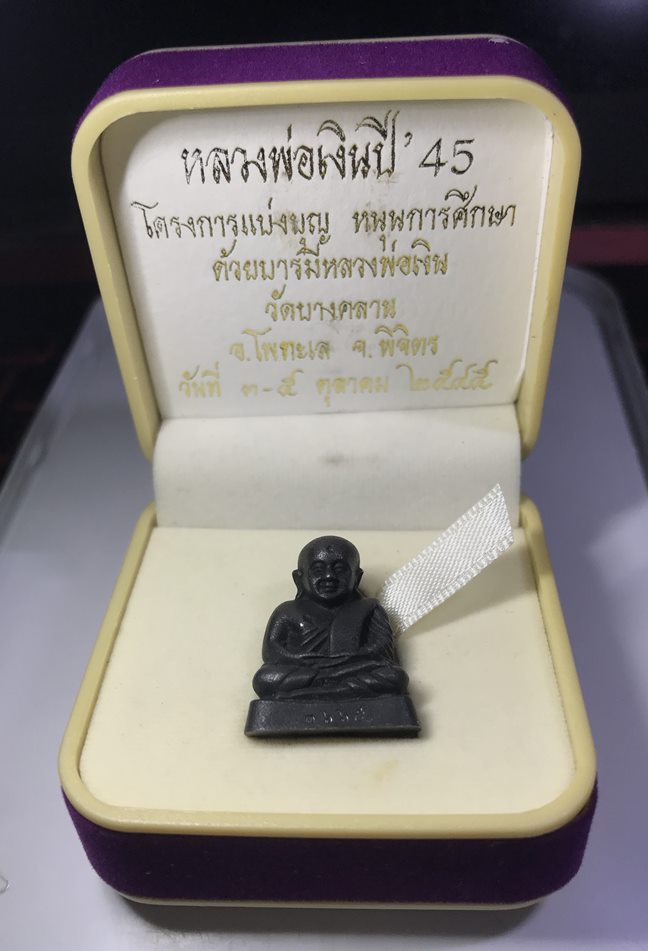 หลวงพ่อเงินปี ' 45
โครงการแบ่งบุญ หนุนการศึกษา
ด้วยบารมีหลวงพ่อเงิน
วัดบางคลาน
อ.โพทะเล จ.พิจิตร
วันที่ ๓-๕ ตุลาคม ๒๕๔๕